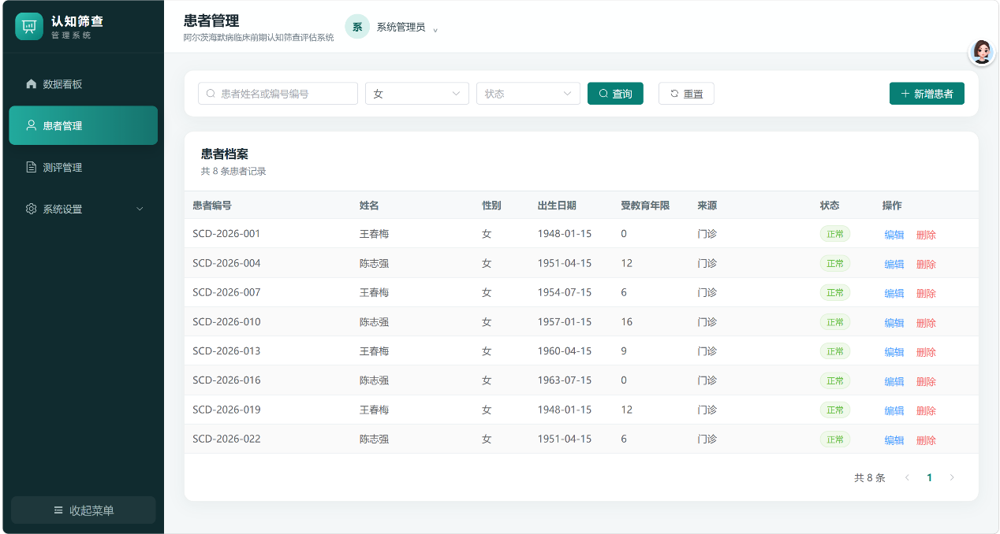 认知筛查
管理系统
数据看板
患者管理
测评管理
系统设置
收起菜单
患者管理
阿尔茨海默病临床前期认知筛查评估系统
系 系统管理员
患者姓名或编号编号 女 状态 查询 重置 新增患者
患者档案
共 8 条患者记录
患者编号 姓名 性别 出生日期 受教育年限 来源 状态 操作
SCD-2026-001 王春梅 女 1948-01-15 0 门诊 正常 编辑 删除
SCD-2026-004 陈志强 女 1951-04-15 12 门诊 正常 编辑 删除
SCD-2026-007 王春梅 女 1954-07-15 6 门诊 正常 编辑 删除
SCD-2026-010 陈志强 女 1957-01-15 16 门诊 正常 编辑 删除
SCD-2026-013 王春梅 女 1960-04-15 9 门诊 正常 编辑 删除
SCD-2026-016 陈志强 女 1963-07-15 0 门诊 正常 编辑 删除
SCD-2026-019 王春梅 女 1948-01-15 12 门诊 正常 编辑 删除
SCD-2026-022 陈志强 女 1951-04-15 6 门诊 正常 编辑 删除
共 8 条 1